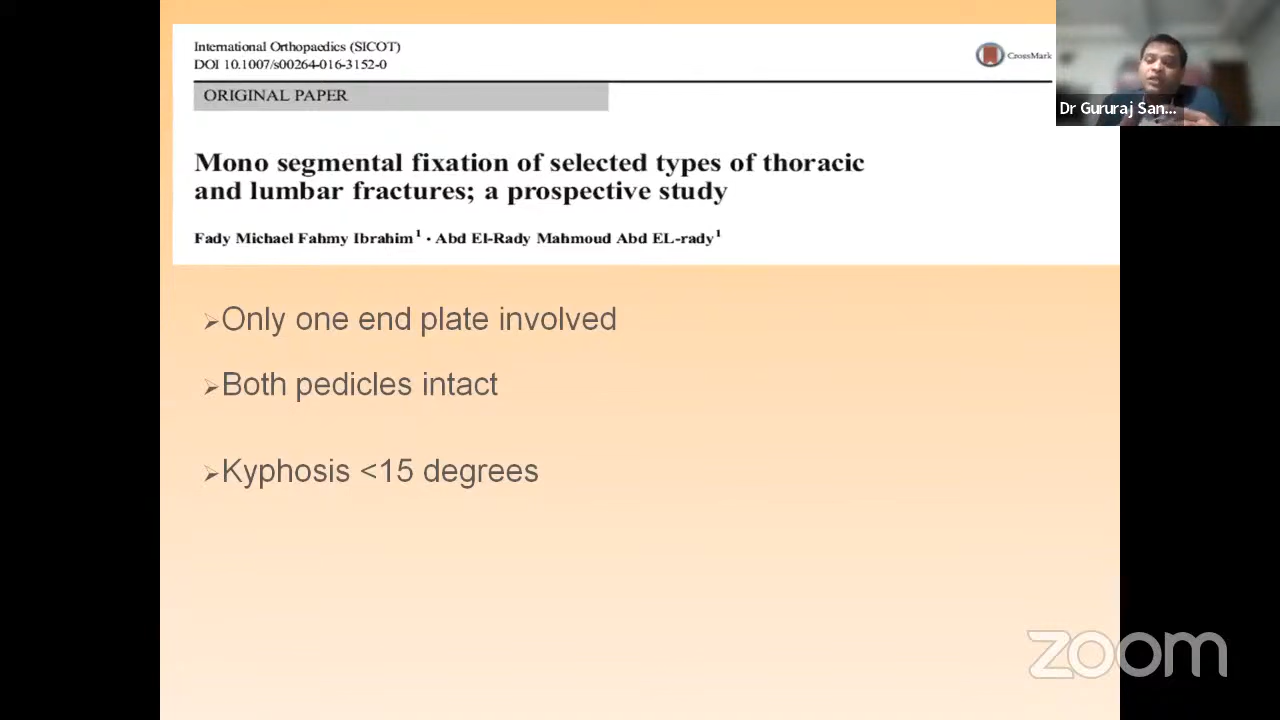 International Orthopaedics (SICOT)
DOI 10.1007/s00264-016-3152-0
CrossMark
ORIGINAL PAPER
Dr Gururaj San...
Mono segmental fixation of selected types of thoracic
and lumbar fractures; a prospective study
Fady Michael Fahmy Ibrahim1 · Abd El-Rady Mahmoud Abd EL-rady1
➢Only one end plate involved
➢Both pedicles intact
➢Kyphosis <15 degrees
zoom